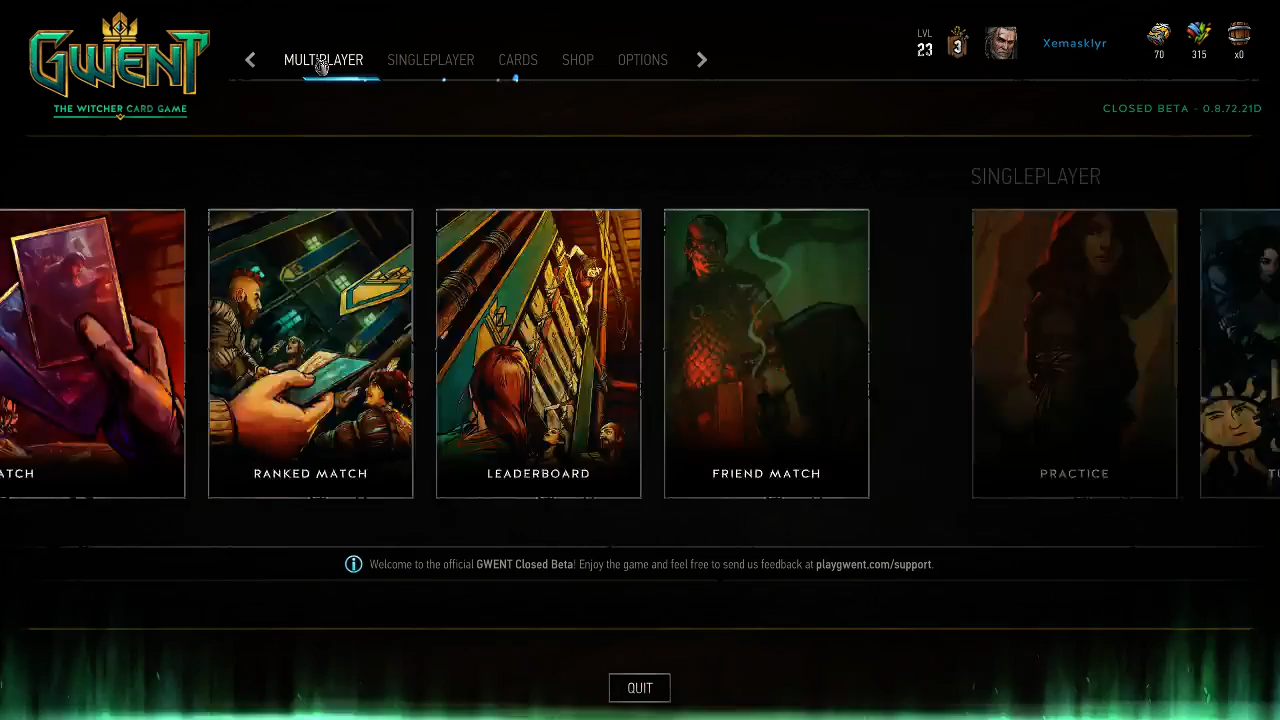 GWENT
THE WITCHER CARD GAME
MULTIPLAYER SINGLEPLAYER CARDS SHOP OPTIONS
LVL
23
3
Xemasklyr
70 315 x0
CLOSED BETA - 0.8.72.21D
SINGLEPLAYER
ATCH
RANKED MATCH
LEADERBOARD
FRIEND MATCH
PRACTICE
Welcome to the official GWENT Closed Beta! Enjoy the game and feel free to send us feedback at playgwent.com/support.
QUIT